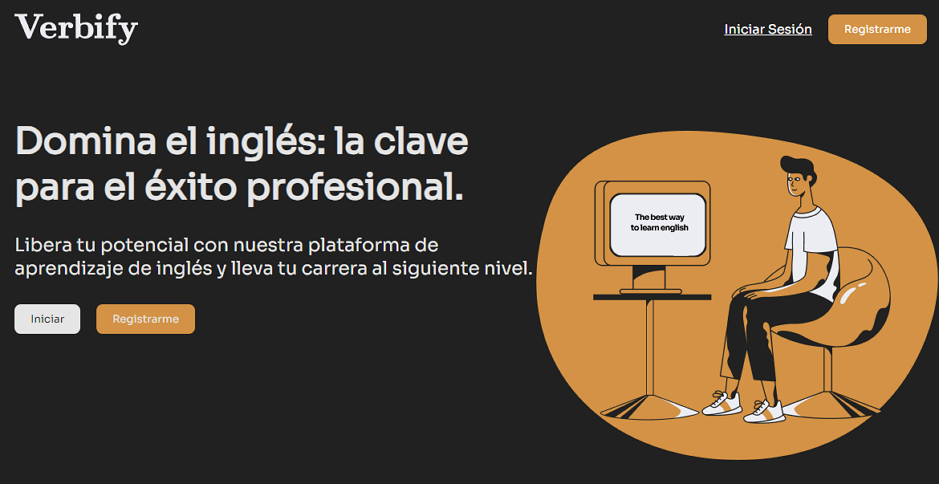 Verbify
Iniciar Sesión
Registrarme
Domina el inglés: la clave
para el éxito profesional.
Libera tu potencial con nuestra plataforma de
aprendizaje de inglés y lleva tu carrera al siguiente nivel.
Iniciar
Registrarme
The best way
to learn english